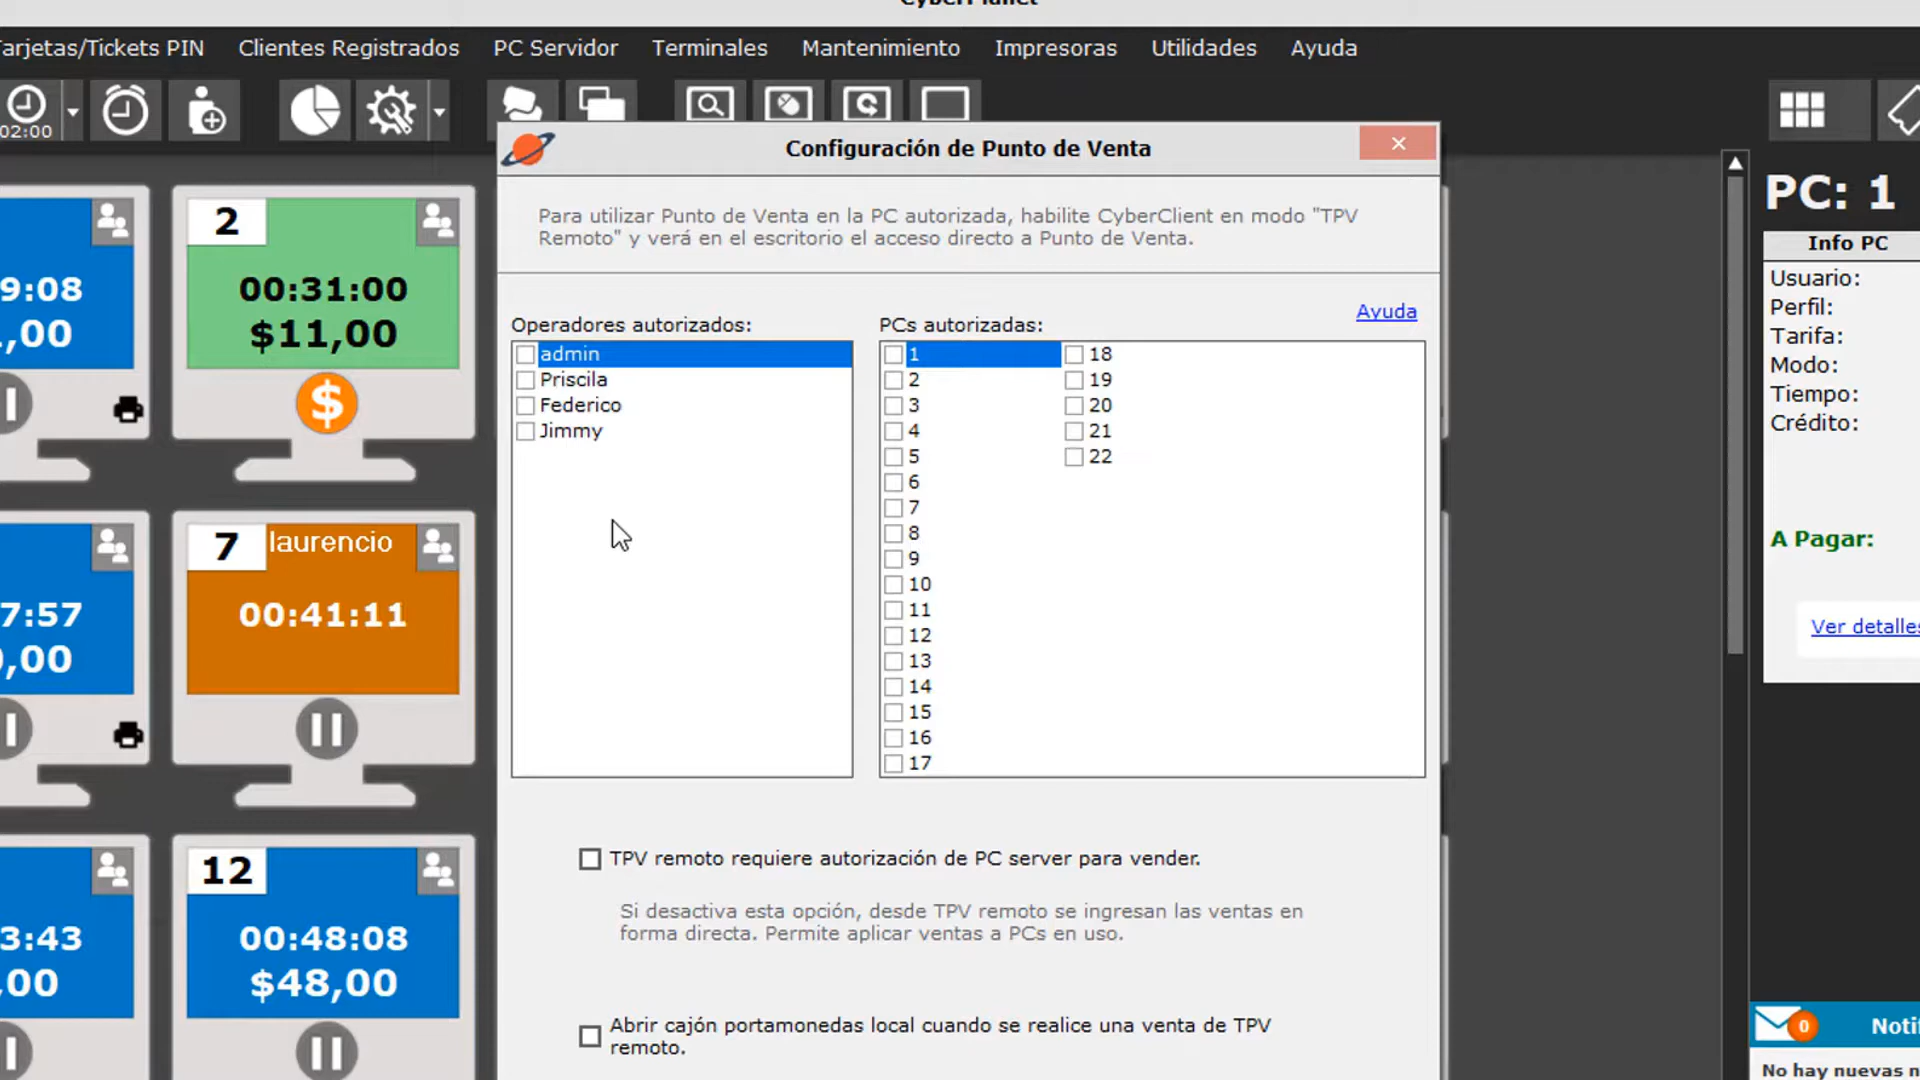 Tarjetas/Tickets PIN Clientes Registrados PC Servidor Terminales Mantenimiento Impresoras Utilidades Ayuda
02:00
Configuración de Punto de Venta
Para utilizar Punto de Venta en la PC autorizada, habilite CyberClient en modo "TPV
Remoto" y verá en el escritorio el acceso directo a Punto de Venta.
Ayuda
Operadores autorizados:
admin
Priscila
Federico
Jimmy
PCs autorizadas:
1
2
3
4
5
6
7
8
9
10
11
12
13
14
15
16
17
18
19
20
21
22
TPV remoto requiere autorización de PC server para vender.
Si desactiva esta opción, desde TPV remoto se ingresan las ventas en
forma directa. Permite aplicar ventas a PCs en uso.
Abrir cajón portamonedas local cuando se realice una venta de TPV
remoto.
9:08
,00
2
00:31:00
$11,00
$
7:57
,00
7 laurencio
00:41:11
3:43
,00
12
00:48:08
$48,00
PC: 1
Info PC
Usuario:
Perfil:
Tarifa:
Modo:
Tiempo:
Crédito:
A Pagar:
Ver detalles
0 Notif
No hay nuevas n